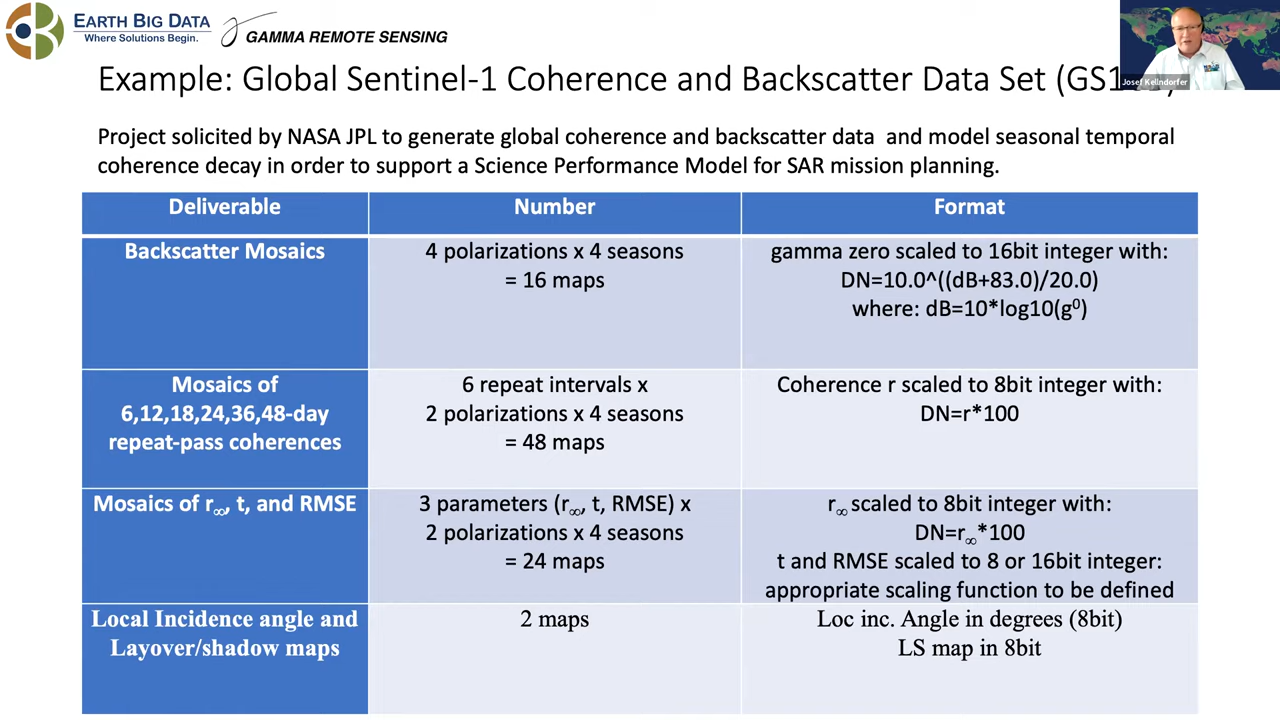 EARTH BIG DATA
Where Solutions Begin.
GAMMA REMOTE SENSING
Josef Kellndorfer
Example: Global Sentinel-1 Coherence and Backscatter Data Set
Project solicited by NASA JPL to generate global coherence and backscatter data and model seasonal temporal
coherence decay in order to support a Science Performance Model for SAR mission planning.
Deliverable Number Format
Backscatter Mosaics
4 polarizations x 4 seasons
= 16 maps
gamma zero scaled to 16bit integer with:
DN=10.0^((dB+83.0)/20.0)
where: dB=10*log10(g⁰)
Mosaics of
6,12,18,24,36,48-day
repeat-pass coherences
6 repeat intervals x
2 polarizations x 4 seasons
= 48 maps
Coherence r scaled to 8bit integer with:
DN=r*100
Mosaics of r∞, t, and RMSE
3 parameters (r∞, t, RMSE) x
2 polarizations x 4 seasons
= 24 maps
r∞ scaled to 8bit integer with:
DN=r∞*100
t and RMSE scaled to 8 or 16bit integer:
appropriate scaling function to be defined
Local Incidence angle and
Layover/shadow maps
2 maps
Loc inc. Angle in degrees (8bit)
LS map in 8bit